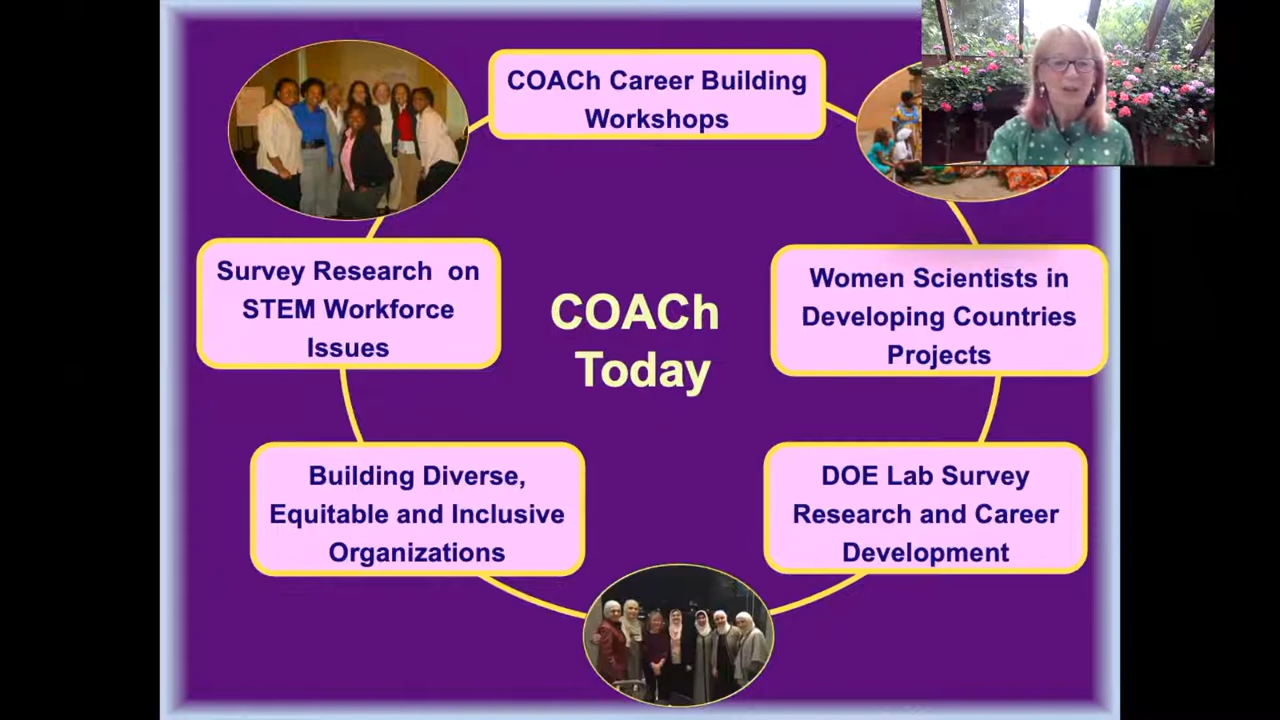 COACh Career Building
Workshops
Survey Research on
STEM Workforce
Issues
COACh
Today
Women Scientists in
Developing Countries
Projects
Building Diverse,
Equitable and Inclusive
Organizations
DOE Lab Survey
Research and Career
Development